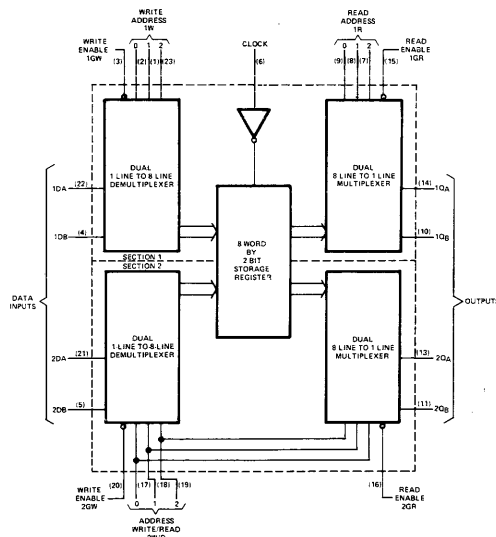 WRITE
ADDRESS
1W
READ
ADDRESS
1R
WRITE
ENABLE
1GW
0 1 2
CLOCK
0 1 2
READ
ENABLE
1GR
(3) (2) (1) (23)
(6)
(9) (8) (7) (15)
DUAL
1 LINE TO 8 LINE
DEMULTIPLEXER
DUAL
8 LINE TO 1 LINE
MULTIPLEXER
1DA (22)
(14) 1QA
1DB (4)
(10) 1QB
8 WORD
BY
2 BIT
STORAGE
REGISTER
SECTION 1
SECTION 2
DATA
INPUTS
OUTPUTS
DUAL
1-LINE TO 8-LINE
DEMULTIPLEXER
DUAL
8 LINE TO 1 LINE
MULTIPLEXER
2DA (21)
(13) 2QA
2DB (5)
(11) 2QB
(20) (17) (18) (19)
(16)
WRITE
ENABLE
2GW
0 1 2
READ
ENABLE
2GR
ADDRESS
WRITE/READ